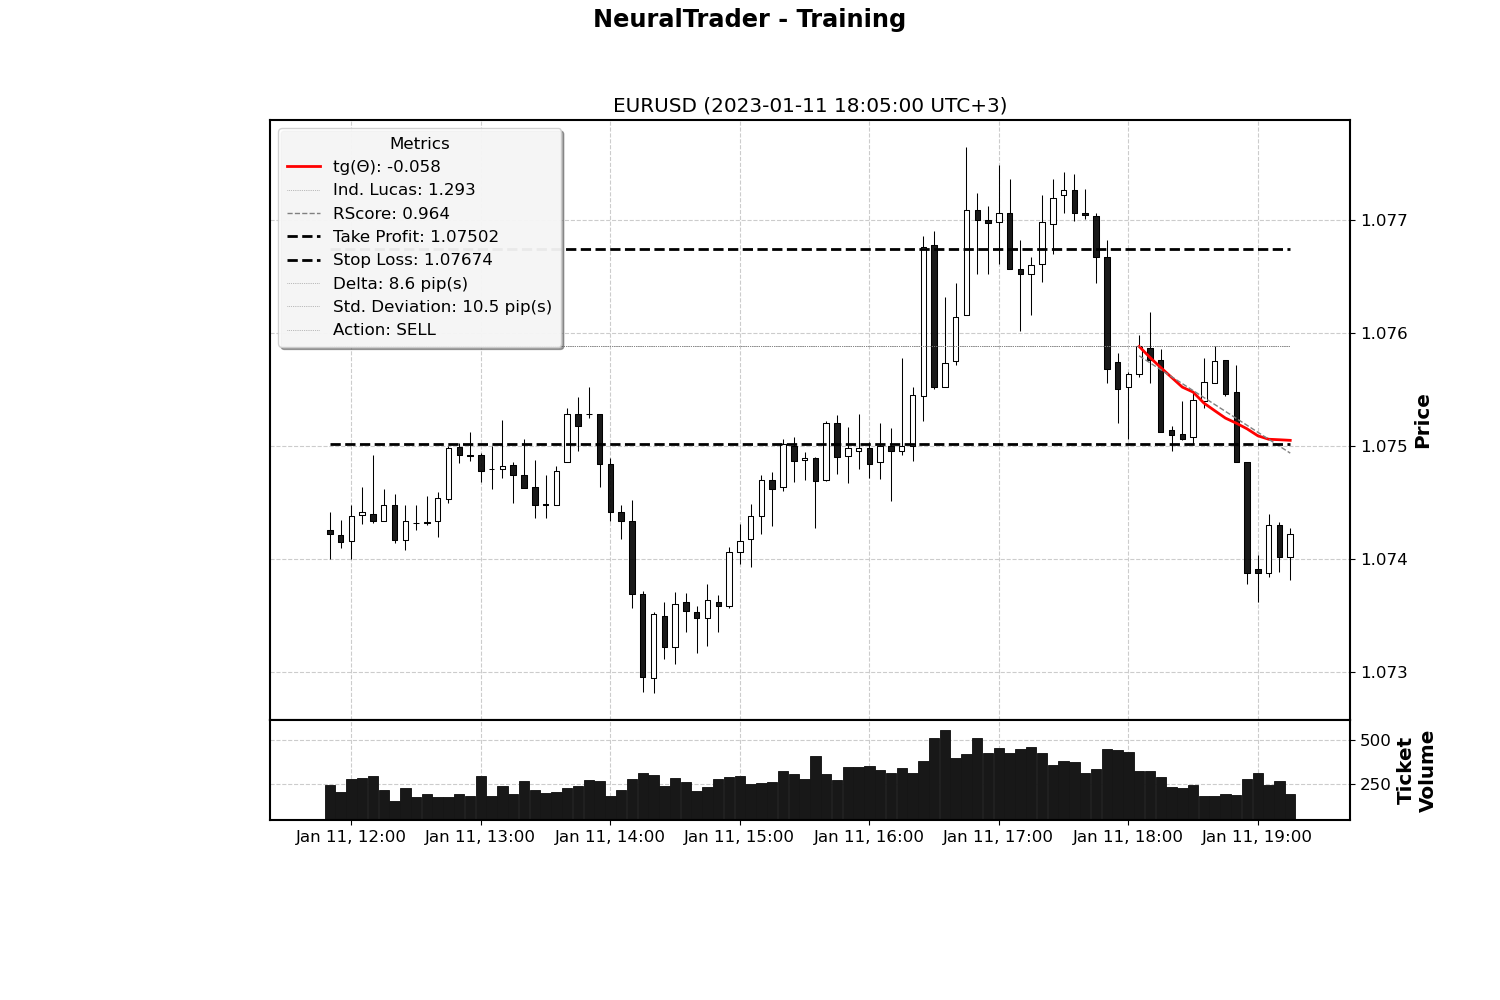 NeuralTrader - Training
EURUSD (2023-01-11 18:05:00 UTC+3)
Metrics
tg(Θ): -0.058
Ind. Lucas: 1.293
RScore: 0.964
Take Profit: 1.07502
Stop Loss: 1.07674
Delta: 8.6 pip(s)
Std. Deviation: 10.5 pip(s)
Action: SELL
1.077
1.076
1.075
1.074
1.073
Price
500
250
Ticket
Volume
Jan 11, 12:00 Jan 11, 13:00 Jan 11, 14:00 Jan 11, 15:00 Jan 11, 16:00 Jan 11, 17:00 Jan 11, 18:00 Jan 11, 19:00